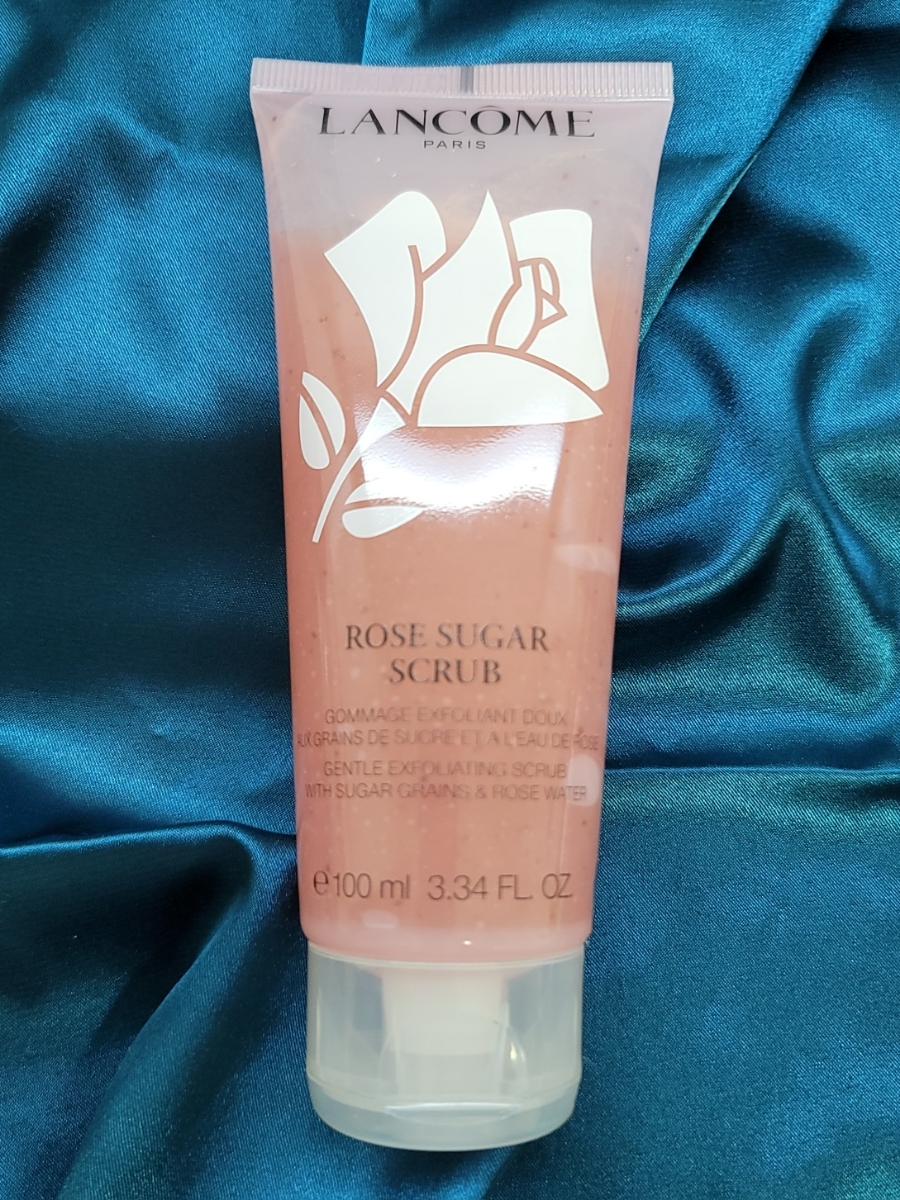 LANCÔME
PARIS
ROSE SUGAR
SCRUB
GOMMAGE EXFOLIANT DOUX
AUX GRAINS DE SUCRE ET A L'EAU DE ROSE
GENTLE EXFOLIATING SCRUB
WITH SUGAR GRAINS & ROSE WATER
℮100 ml 3.34 FL. OZ